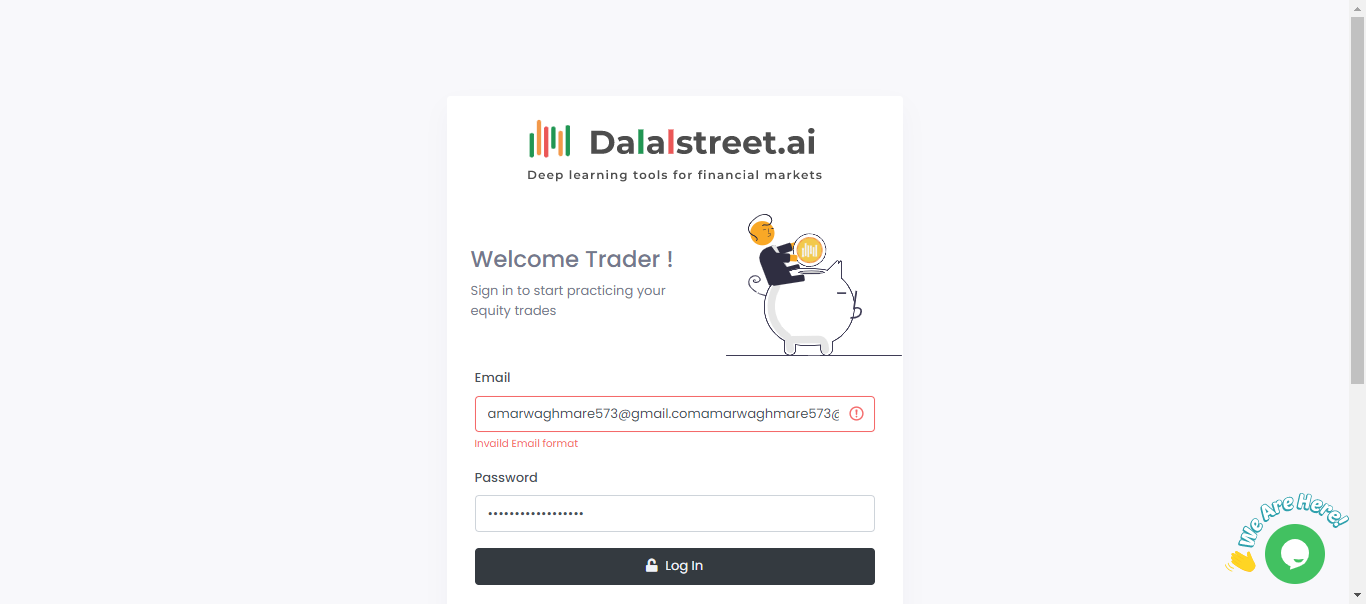 Dalalstreet.ai
Deep learning tools for financial markets
Welcome Trader !
Sign in to start practicing your
equity trades
Email
amarwaghmare573@gmail.comamarwaghmare573@
Invaild Email format
Password
••••••••••••••••••
Log In
We Are Here!